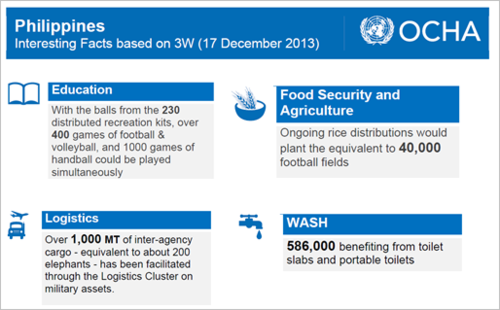 Philippines
Interesting Facts based on 3W (17 December 2013)
OCHA
Education
With the balls from the 230
distributed recreation kits, over
400 games of football &
volleyball, and 1000 games of
handball could be played
simultaneously
Food Security and
Agriculture
Ongoing rice distributions would
plant the equivalent to 40,000
football fields
Logistics
Over 1,000 MT of inter-agency
cargo - equivalent to about 200
elephants - has been facilitated
through the Logistics Cluster on
military assets.
WASH
586,000 benefiting from toilet
slabs and portable toilets